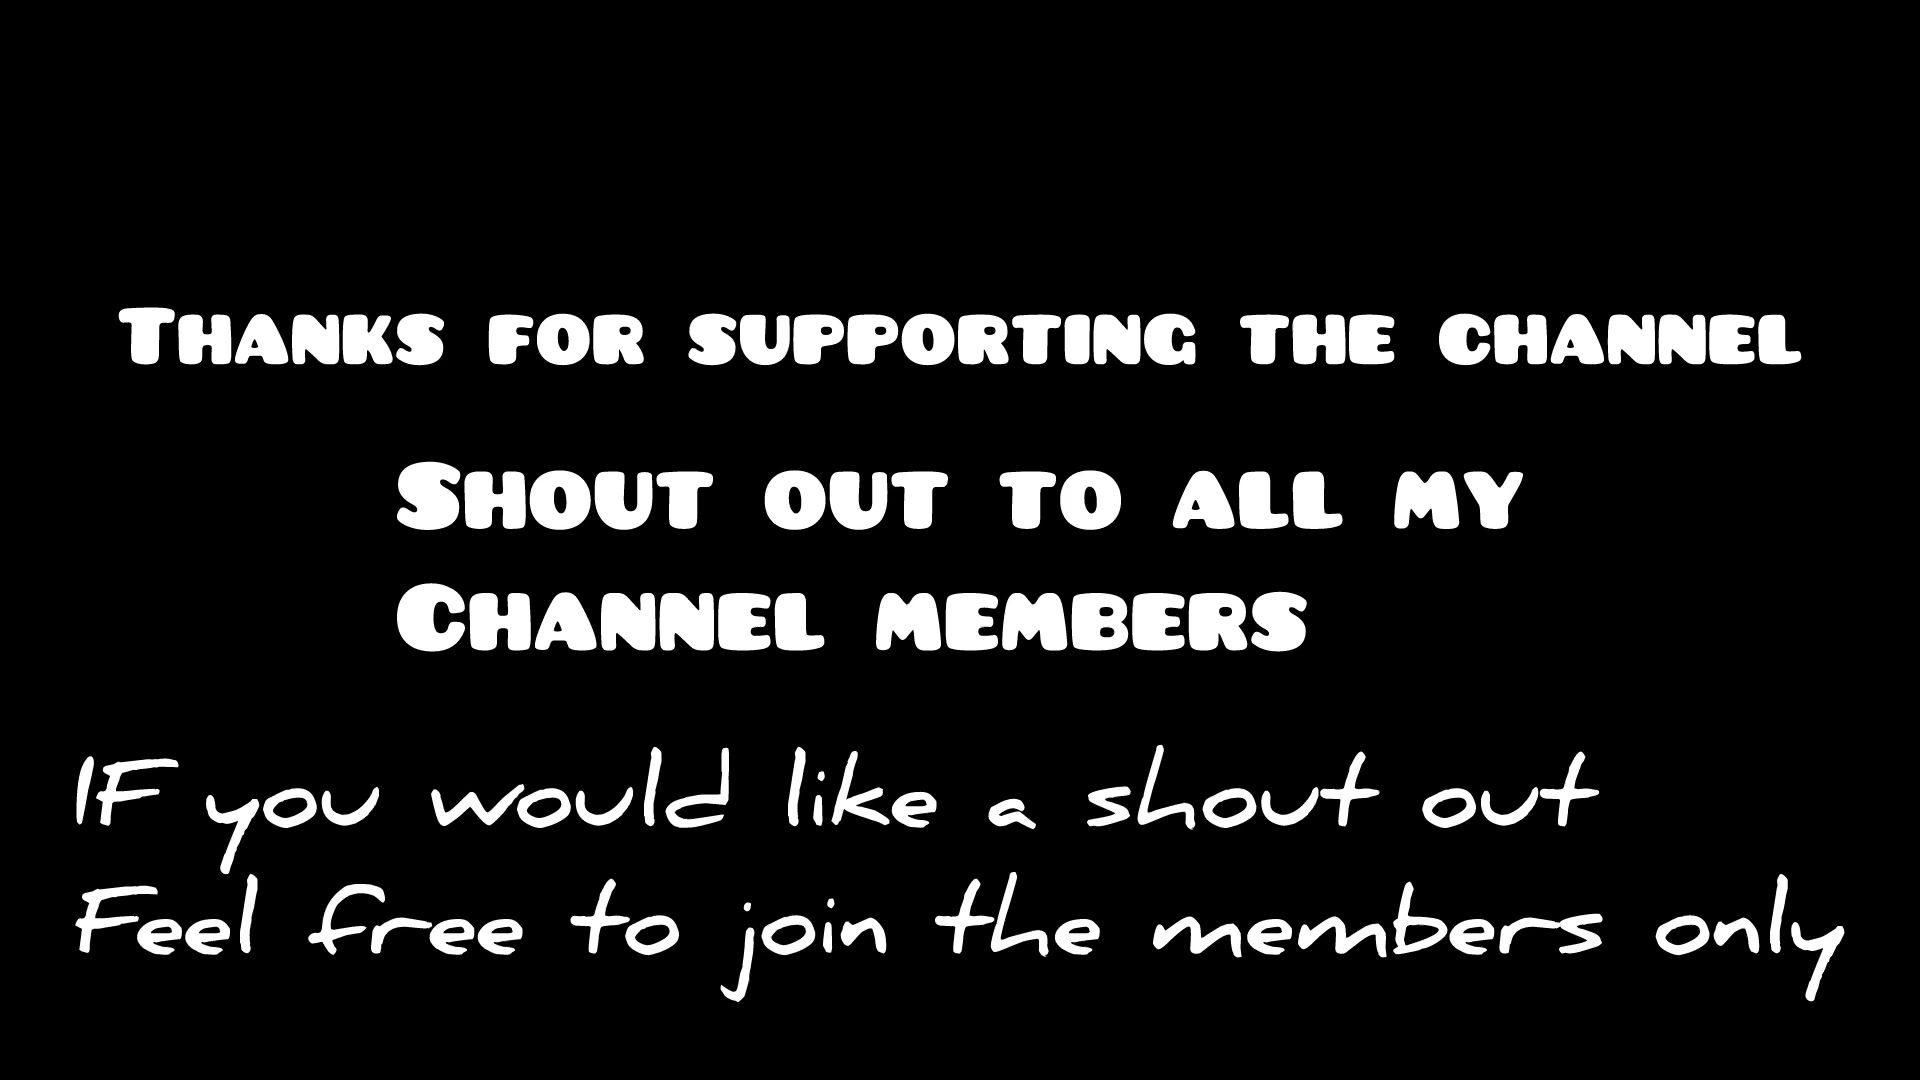 Thanks for supporting the channel
Shout out to all my
Channel members
IF you would like a shout out
Feel free to join the members only